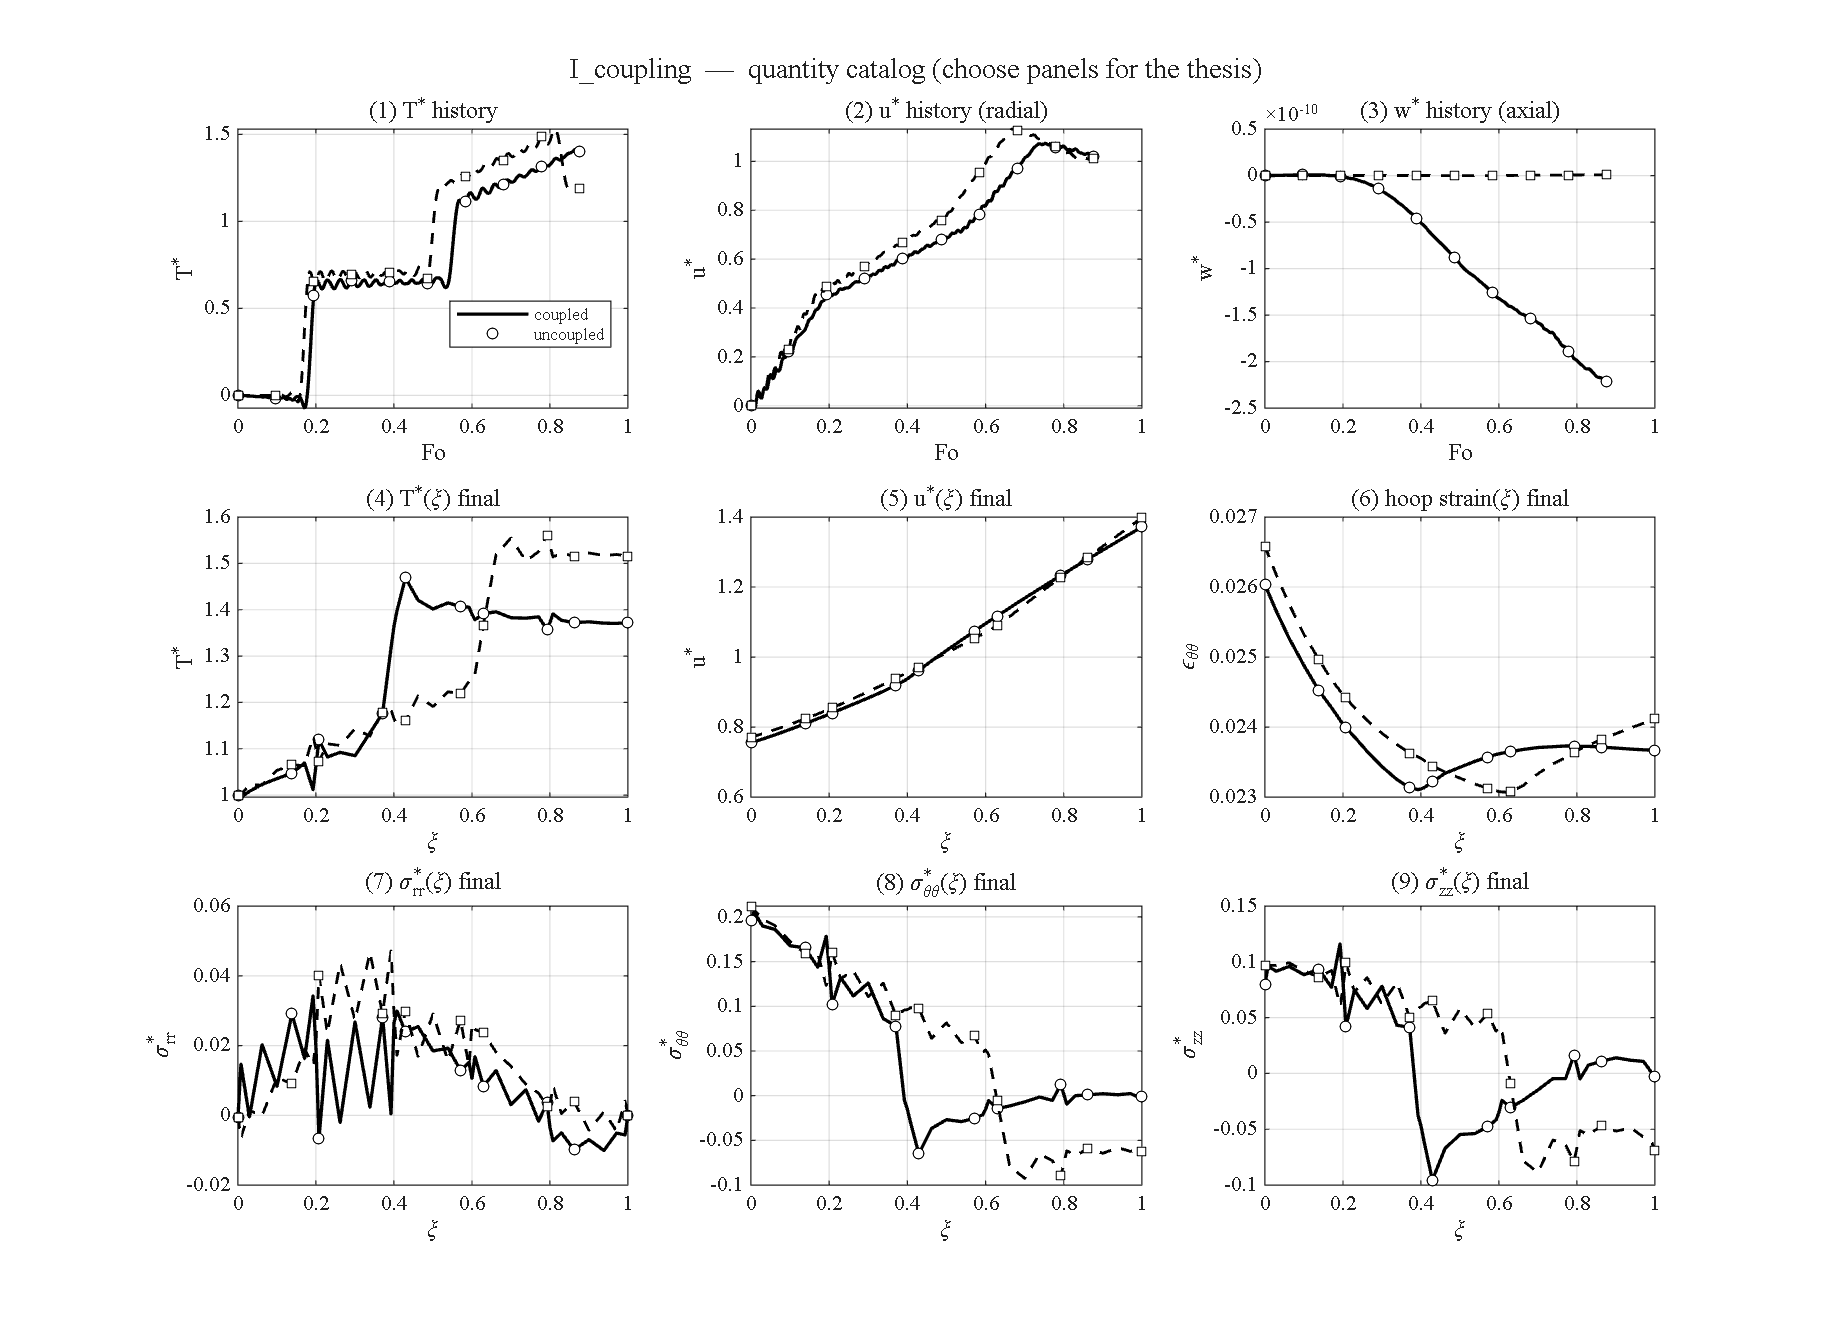 I_coupling — quantity catalog (choose panels for the thesis)
(1) T* history
1.5
1
0.5
0
T*
coupled
uncoupled
0 0.2 0.4 0.6 0.8 1
Fo
(2) u* history (radial)
1
0.8
0.6
0.4
0.2
0
u*
0 0.2 0.4 0.6 0.8 1
Fo
×10^-10
(3) w* history (axial)
0.5
0
-0.5
-1
-1.5
-2
-2.5
w*
0 0.2 0.4 0.6 0.8 1
Fo
(4) T*(ξ) final
1.6
1.5
1.4
1.3
1.2
1.1
1
T*
0 0.2 0.4 0.6 0.8 1
ξ
(5) u*(ξ) final
1.4
1.2
1
0.8
0.6
u*
0 0.2 0.4 0.6 0.8 1
ξ
(6) hoop strain(ξ) final
0.027
0.026
0.025
0.024
0.023
ϵθθ
0 0.2 0.4 0.6 0.8 1
ξ
(7) σ*rr(ξ) final
0.06
0.04
0.02
0
-0.02
σ*rr
0 0.2 0.4 0.6 0.8 1
ξ
(8) σ*θθ(ξ) final
0.2
0.15
0.1
0.05
0
-0.05
-0.1
σ*θθ
0 0.2 0.4 0.6 0.8 1
ξ
(9) σ*zz(ξ) final
0.15
0.1
0.05
0
-0.05
-0.1
σ*zz
0 0.2 0.4 0.6 0.8 1
ξ